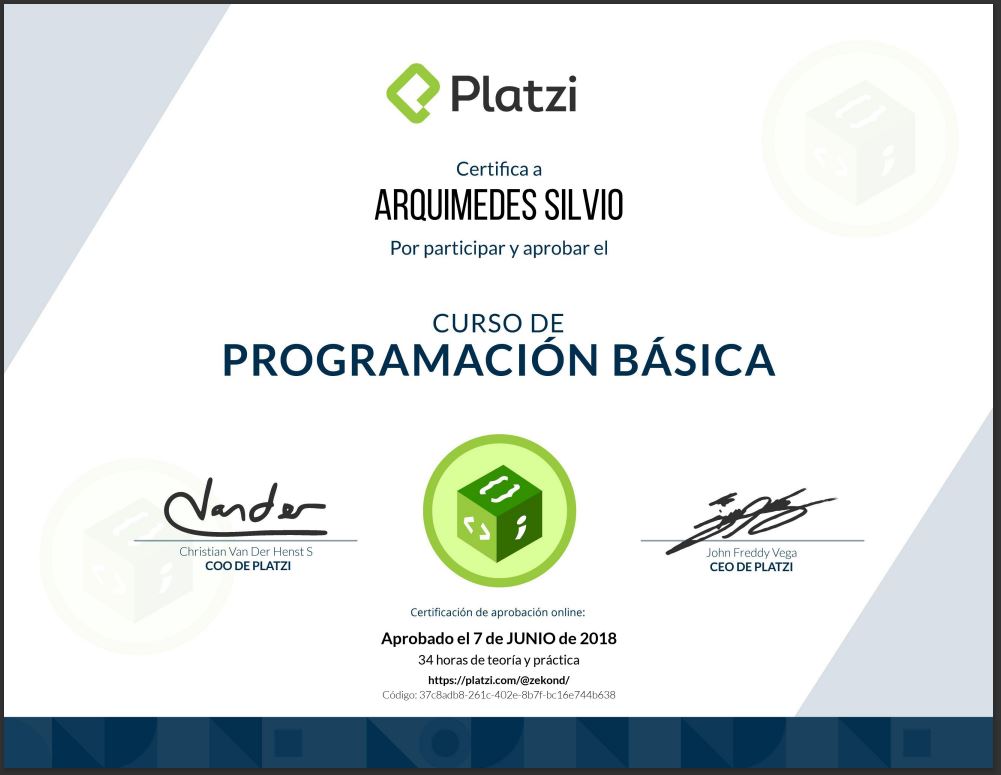 Platzi
Certifica a
ARQUIMEDES SILVIO
Por participar y aprobar el
CURSO DE
PROGRAMACIÓN BÁSICA
Vander
Christian Van Der Henst S
COO DE PLATZI
John Freddy Vega
CEO DE PLATZI
Certificación de aprobación online:
Aprobado el 7 de JUNIO de 2018
34 horas de teoría y práctica
https://platzi.com/@zekond/
Código: 37c8adb8-261c-402e-8b7f-bc16e744b638